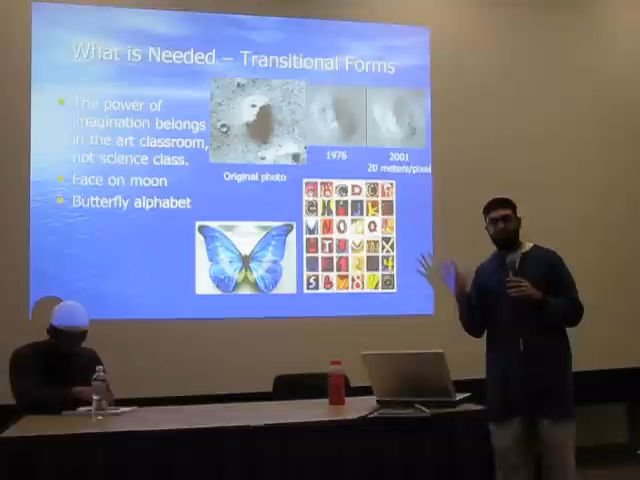 What is Needed – Transitional Forms
The power of
imagination belongs
in the art classroom,
not science class.
Face on moon
Butterfly alphabet
Original photo
1976
2001
20 meters/pixel